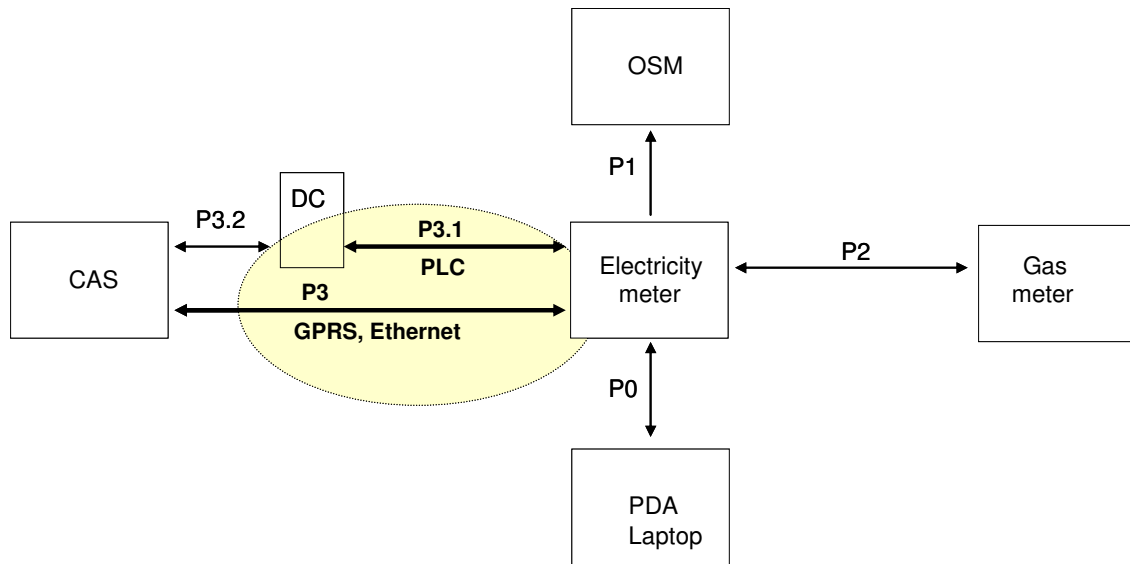 OSM
P1
DC
P3.2
P3.1
PLC
CAS
P3
GPRS, Ethernet
Electricity
meter
P2
Gas
meter
P0
PDA
Laptop